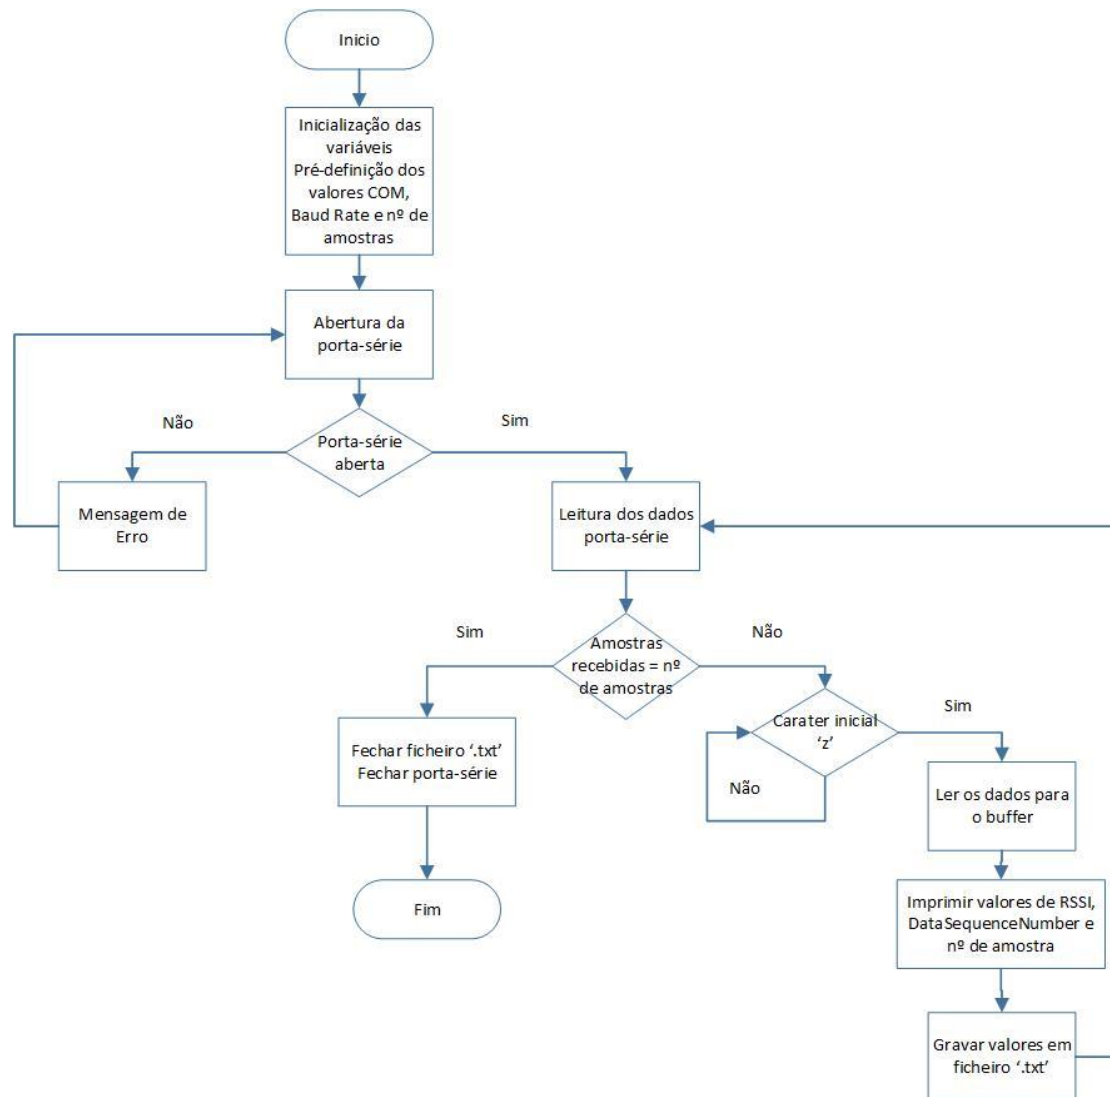 Inicio
Inicialização das
variáveis
Pré-definição dos
valores COM,
Baud Rate e nº de
amostras
Abertura da
porta-série
Porta-série
aberta
Não
Sim
Mensagem de
Erro
Leitura dos dados
porta-série
Amostras
recebidas = nº
de amostras
Sim
Não
Fechar ficheiro ‘.txt’
Fechar porta-série
Fim
Carater inicial
‘z’
Não
Sim
Ler os dados para
o buffer
Imprimir valores de RSSI,
DataSequenceNumber e
nº de amostra
Gravar valores em
ficheiro ‘.txt’